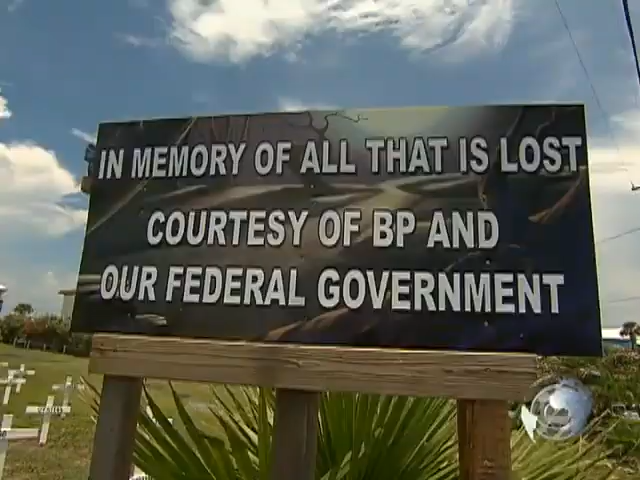 IN MEMORY OF ALL THAT IS LOST
COURTESY OF BP AND
OUR FEDERAL GOVERNMENT